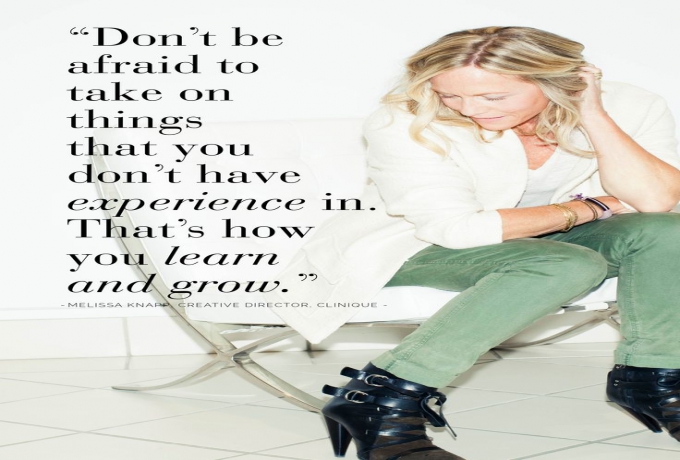 “Don’t be
afraid to
take on
things
that you
don’t have
experience in.
That’s how
you learn
and grow.”
- MELISSA KNAPP, CREATIVE DIRECTOR, CLINIQUE -